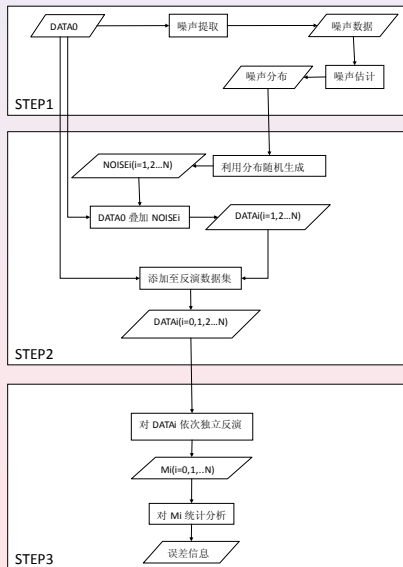 DATA0
噪声提取
噪声数据
噪声分布
噪声估计
STEP1
NOISEi(i=1,2...N)
利用分布随机生成
DATA0 叠加 NOISEi
DATAi(i=1,2...N)
添加至反演数据集
DATAi(i=0,1,2...N)
STEP2
对 DATAi 依次独立反演
Mi(i=0,1,..N)
对 Mi 统计分析
误差信息
STEP3